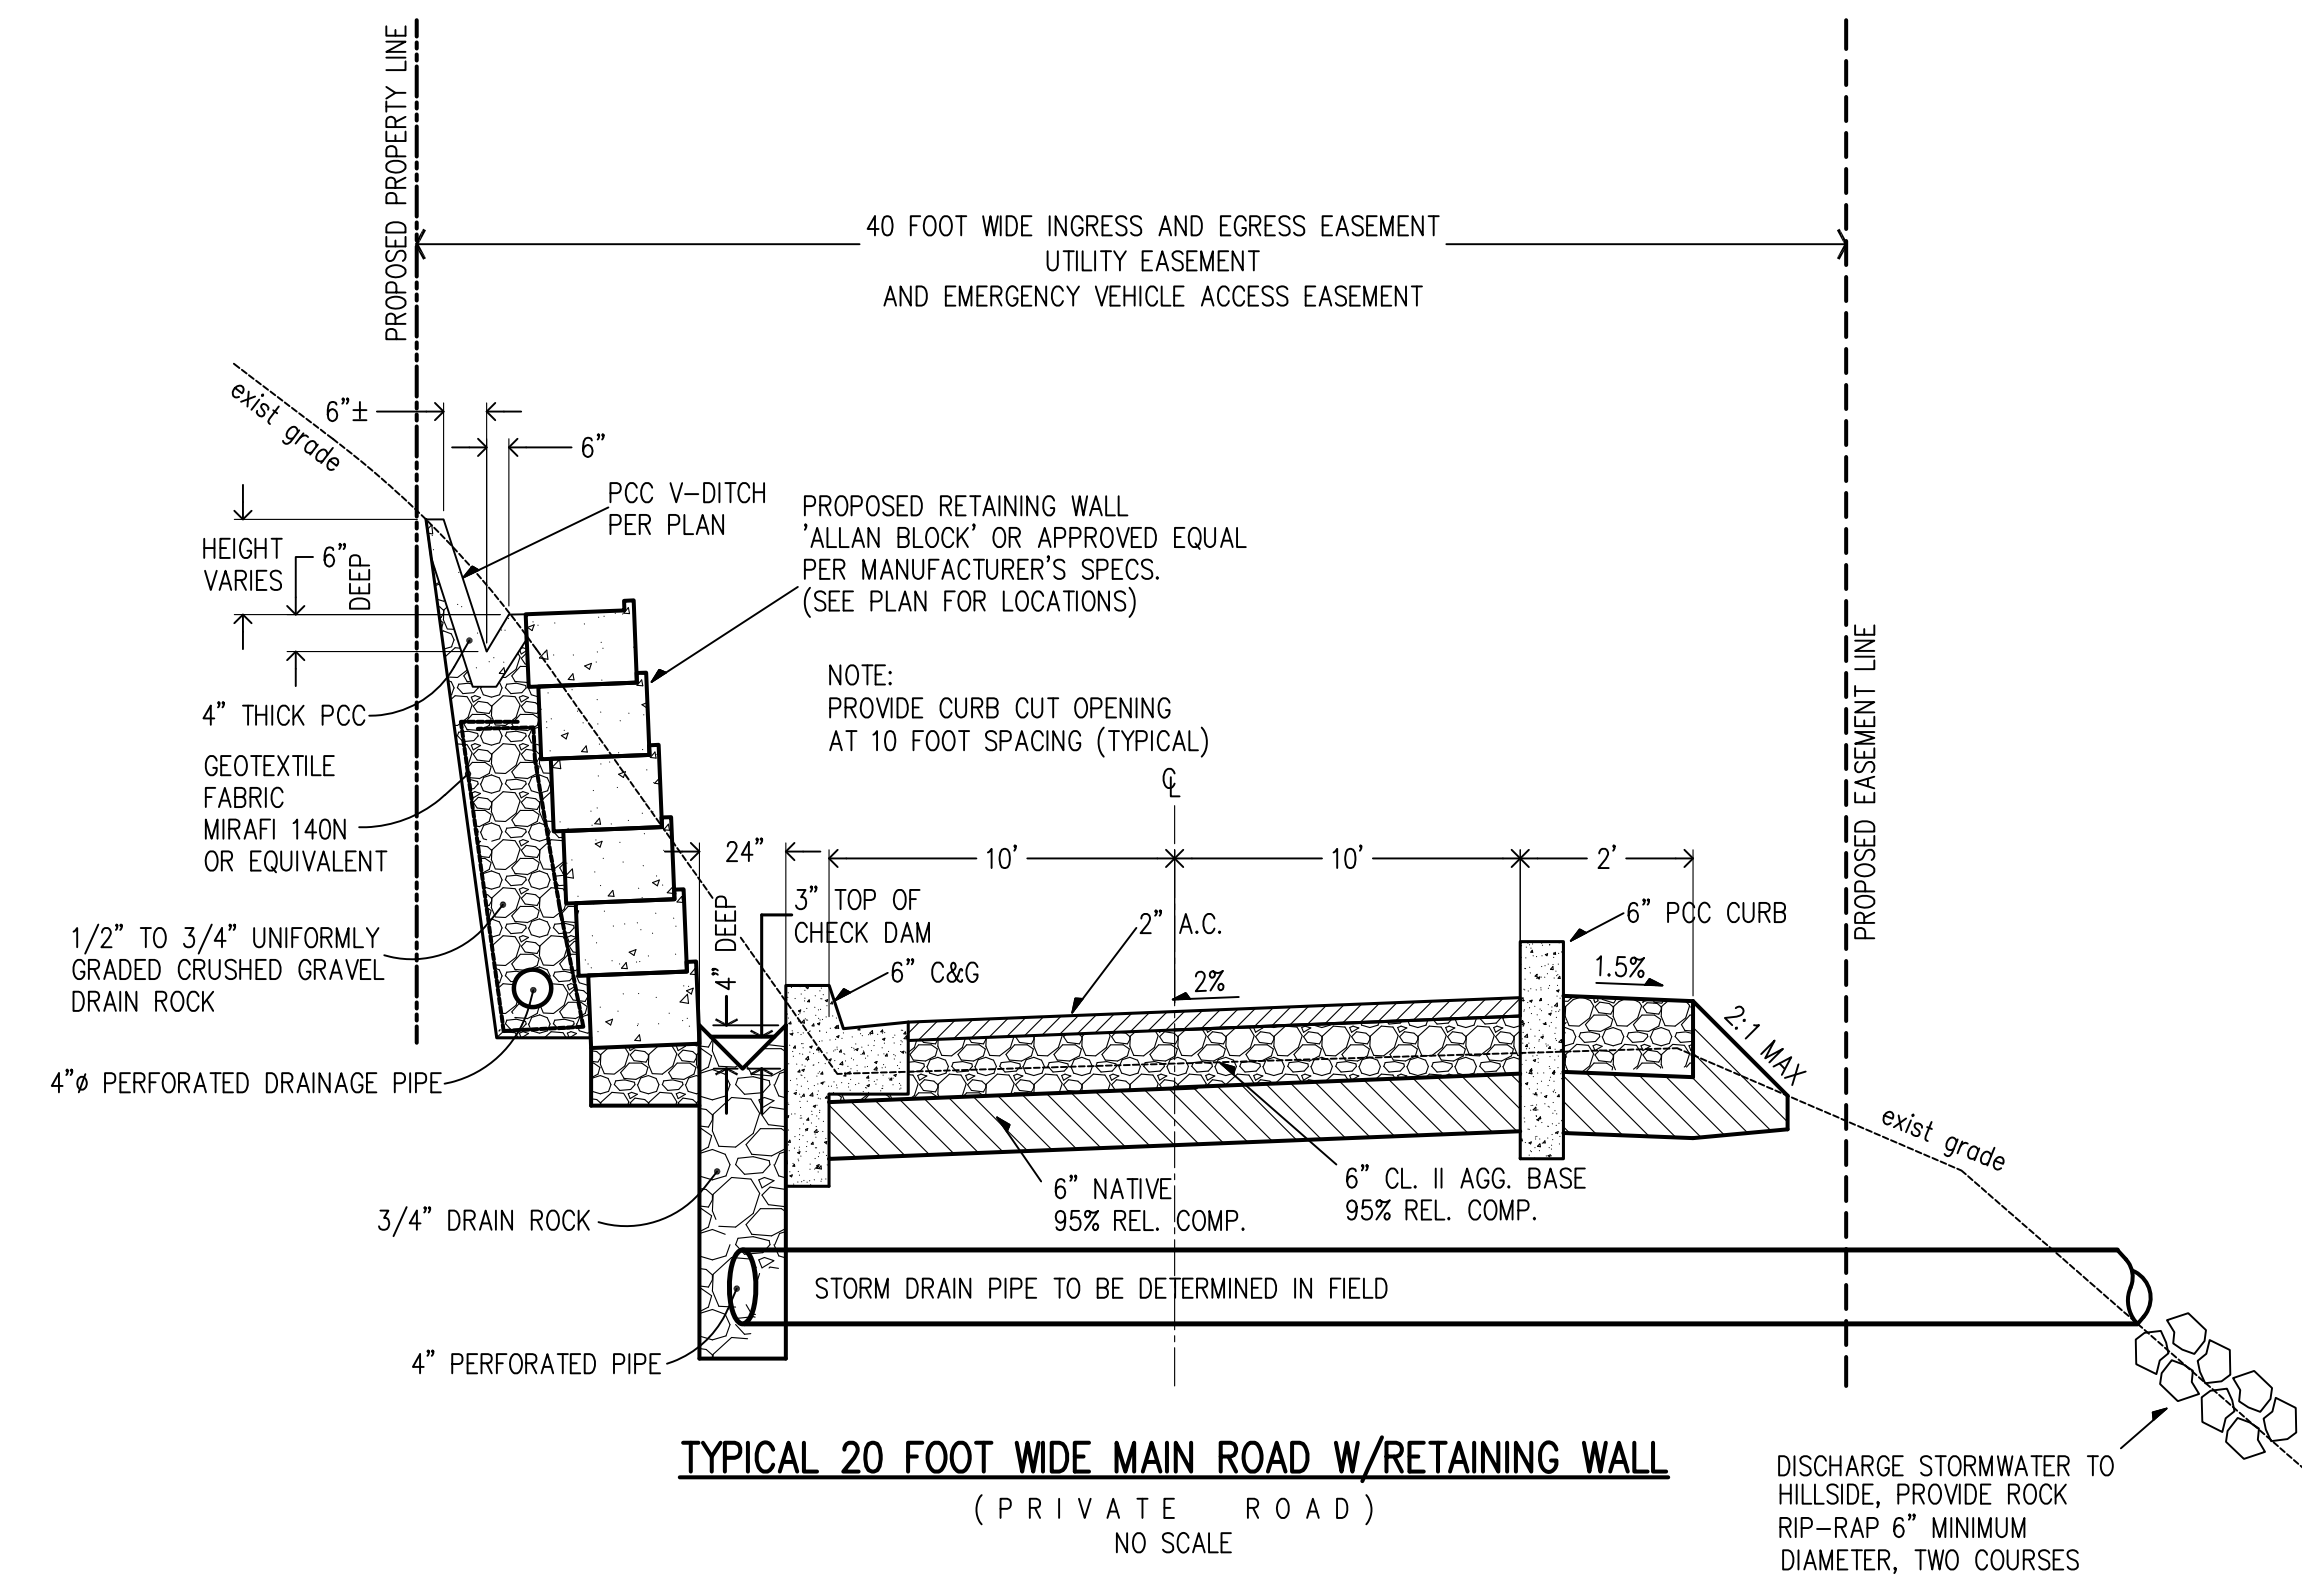 PROPOSED PROPERTY LINE
40 FOOT WIDE INGRESS AND EGRESS EASEMENT
UTILITY EASEMENT
AND EMERGENCY VEHICLE ACCESS EASEMENT
exist grade
6"±
6"
PCC V-DITCH
PER PLAN
PROPOSED RETAINING WALL
'ALLAN BLOCK' OR APPROVED EQUAL
PER MANUFACTURER'S SPECS.
(SEE PLAN FOR LOCATIONS)
HEIGHT
VARIES
6"
DEEP
NOTE:
PROVIDE CURB CUT OPENING
AT 10 FOOT SPACING (TYPICAL)
4" THICK PCC
GEOTEXTILE
FABRIC
MIRAFI 140N
OR EQUIVALENT
PROPOSED EASEMENT LINE
℄
24"
10'
10'
2'
4" DEEP
3" TOP OF
CHECK DAM
6" C&G
2" A.C.
2%
6" PCC CURB
1.5%
2:1 MAX
1/2" TO 3/4" UNIFORMLY
GRADED CRUSHED GRAVEL
DRAIN ROCK
4"ø PERFORATED DRAINAGE PIPE
exist grade
6" NATIVE
95% REL. COMP.
6" CL. II AGG. BASE
95% REL. COMP.
3/4" DRAIN ROCK
STORM DRAIN PIPE TO BE DETERMINED IN FIELD
4" PERFORATED PIPE
DISCHARGE STORMWATER TO
HILLSIDE, PROVIDE ROCK
RIP-RAP 6" MINIMUM
DIAMETER, TWO COURSES
TYPICAL 20 FOOT WIDE MAIN ROAD W/RETAINING WALL
(PRIVATE ROAD)
NO SCALE